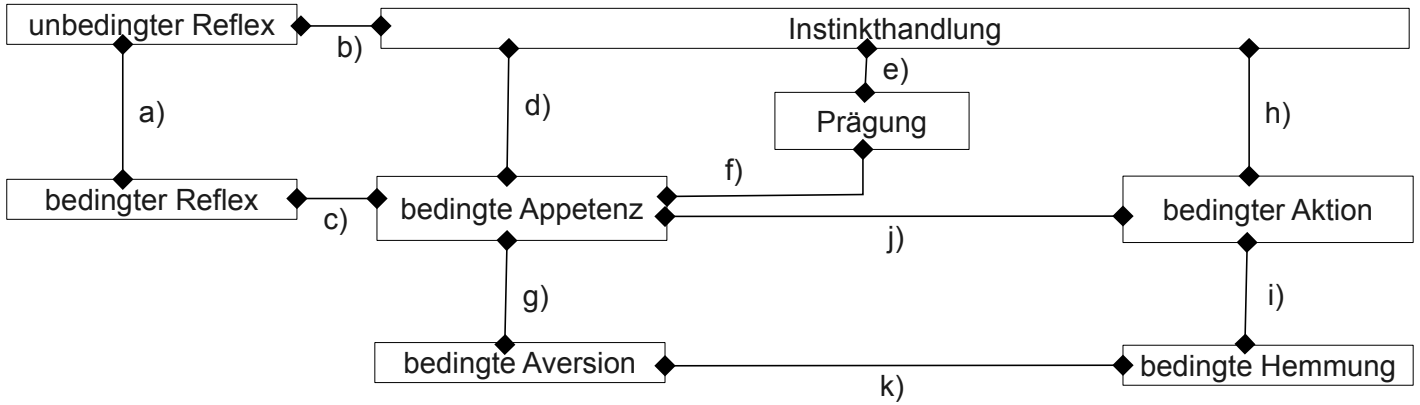 unbedingter Reflex
b)
Instinkthandlung
a)
d)
e)
Prägung
h)
bedingter Reflex
c)
bedingte Appetenz
f)
j)
bedingter Aktion
g)
i)
bedingte Aversion
k)
bedingte Hemmung